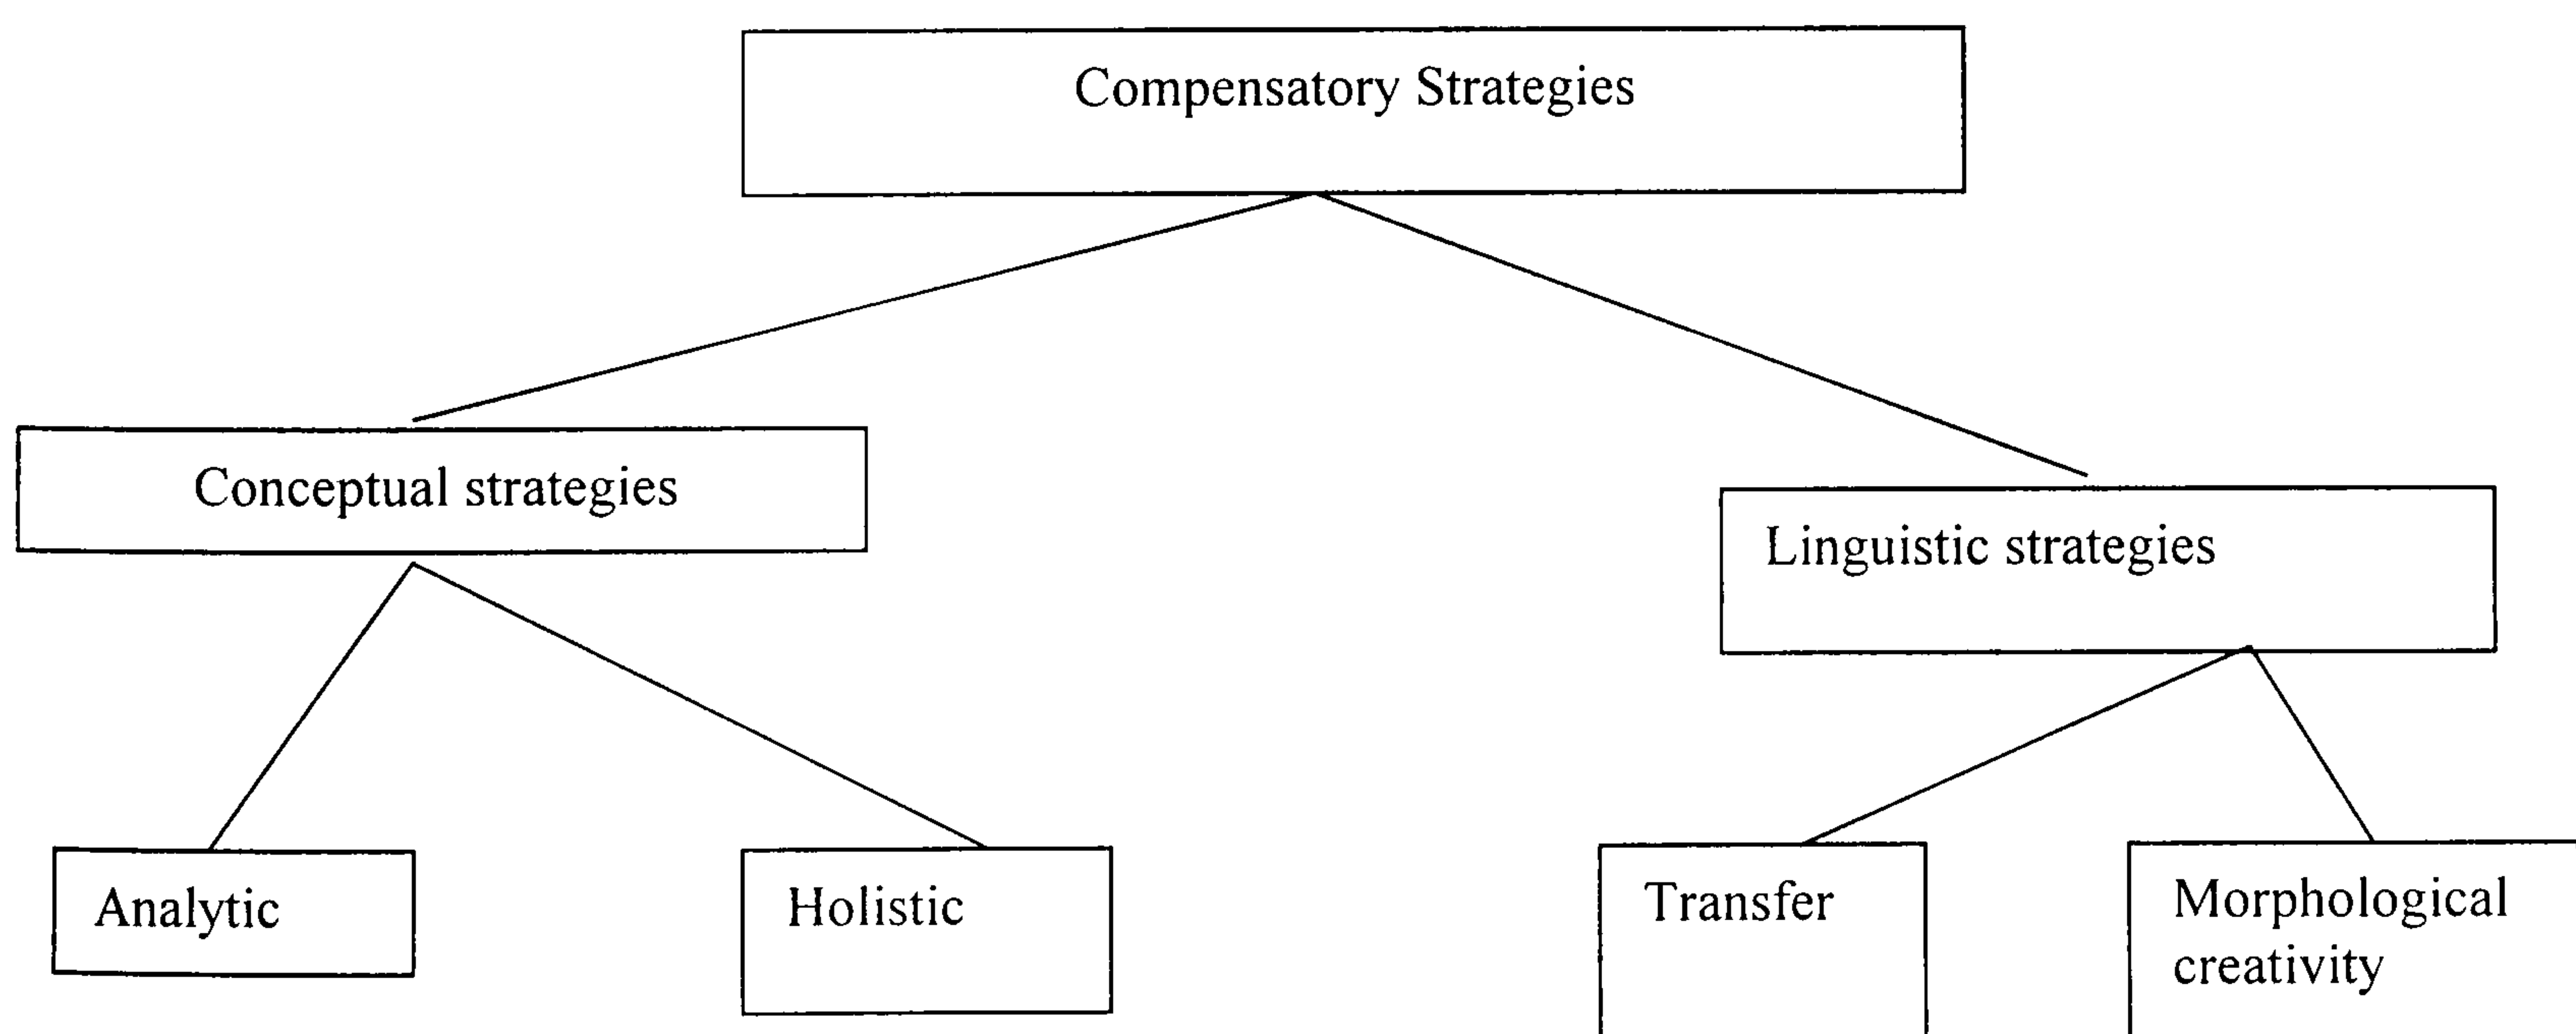 Compensatory Strategies
Conceptual strategies
Linguistic strategies
Analytic
Holistic
Transfer
Morphological
creativity